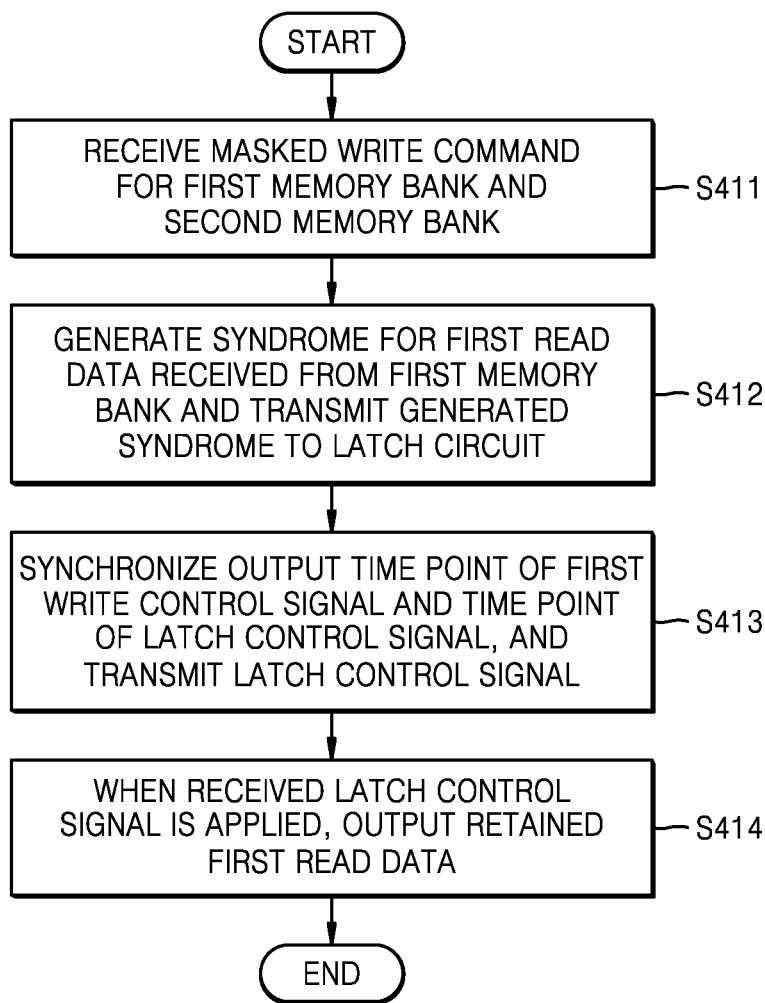 START
RECEIVE MASKED WRITE COMMAND
FOR FIRST MEMORY BANK AND
SECOND MEMORY BANK
S411
GENERATE SYNDROME FOR FIRST READ
DATA RECEIVED FROM FIRST MEMORY
BANK AND TRANSMIT GENERATED
SYNDROME TO LATCH CIRCUIT
S412
SYNCHRONIZE OUTPUT TIME POINT OF FIRST
WRITE CONTROL SIGNAL AND TIME POINT
OF LATCH CONTROL SIGNAL, AND
TRANSMIT LATCH CONTROL SIGNAL
S413
WHEN RECEIVED LATCH CONTROL
SIGNAL IS APPLIED, OUTPUT RETAINED
FIRST READ DATA
S414
END